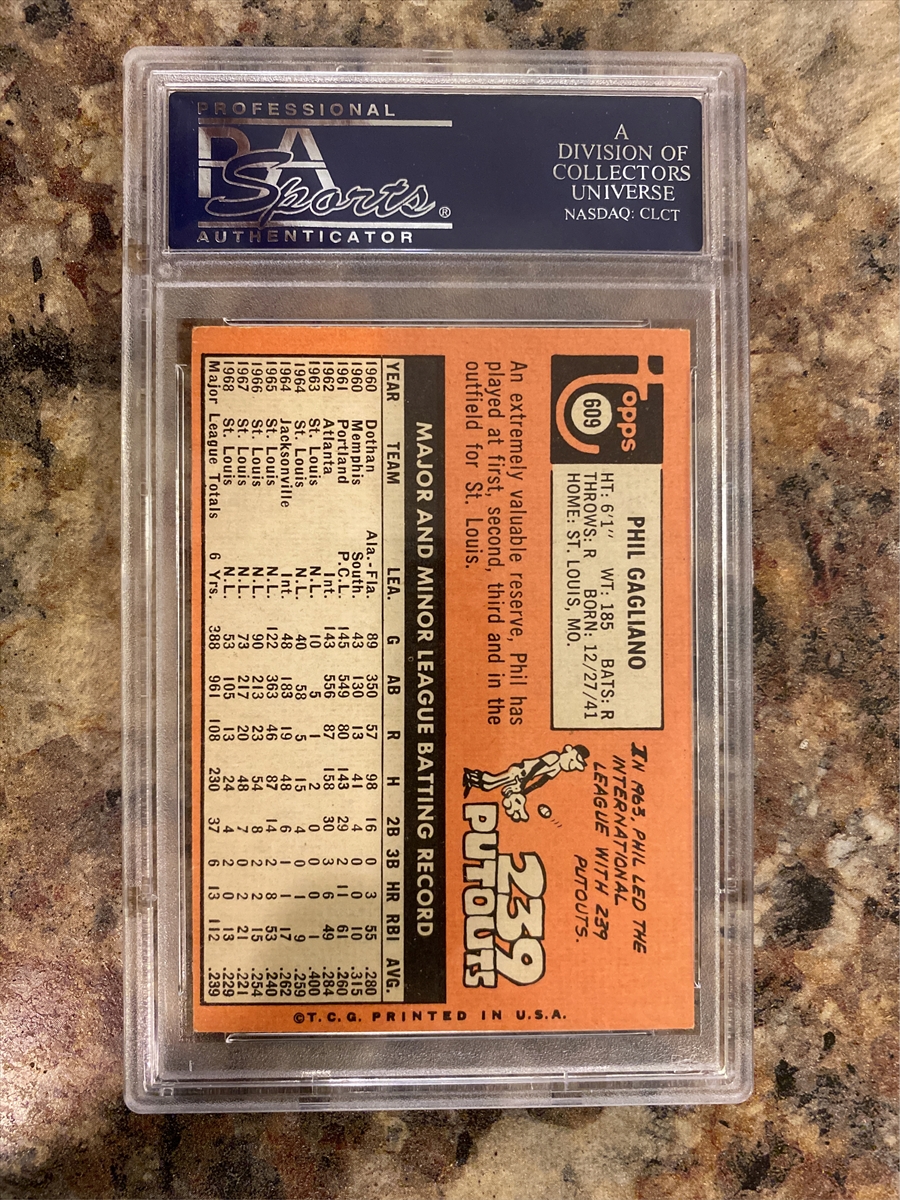 PROFESSIONAL
PSA
Sports®
AUTHENTICATOR
A
DIVISION OF
COLLECTORS
UNIVERSE
NASDAQ: CLCT
Topps
609
PHIL GAGLIANO
HT: 6'1" WT: 185 BATS: R
THROWS: R BORN: 12/27/41
HOME: ST. LOUIS, MO.
An extremely valuable reserve, Phil has
played at first, second, third and in the
outfield for St. Louis.
IN 1963, PHIL LED THE
INTERNATIONAL
LEAGUE WITH 239
PUTOUTS.
239
PUTOUTS
MAJOR AND MINOR LEAGUE BATTING RECORD
YEAR TEAM LEA. G AB R H 2B 3B HR RBI AVG.
1960 Dothan Ala.-Fla. 89 350 57 98 16 0 3 55 .280
1960 Memphis South. 43 130 13 41 4 0 0 10 .315
1961 Portland P.C.L. 145 549 80 143 29 2 11 61 .260
1962 Atlanta Int. 143 556 87 158 30 3 6 49 .284
1963 St. Louis N.L. 10 5 1 2 0 0 0 1 .400
1964 St. Louis N.L. 40 58 5 15 4 0 1 9 .259
1964 Jacksonville Int. 48 183 19 48 6 1 1 17 .262
1965 St. Louis N.L. 122 363 46 87 14 2 8 53 .240
1966 St. Louis N.L. 90 213 23 54 8 2 2 15 .254
1967 St. Louis N.L. 73 217 20 48 7 0 2 21 .221
1968 St. Louis N.L. 53 105 13 24 4 2 0 13 .229
Major League Totals 6 Yrs. 388 961 108 230 37 6 13 112 .239
©T.C.G. PRINTED IN U.S.A.